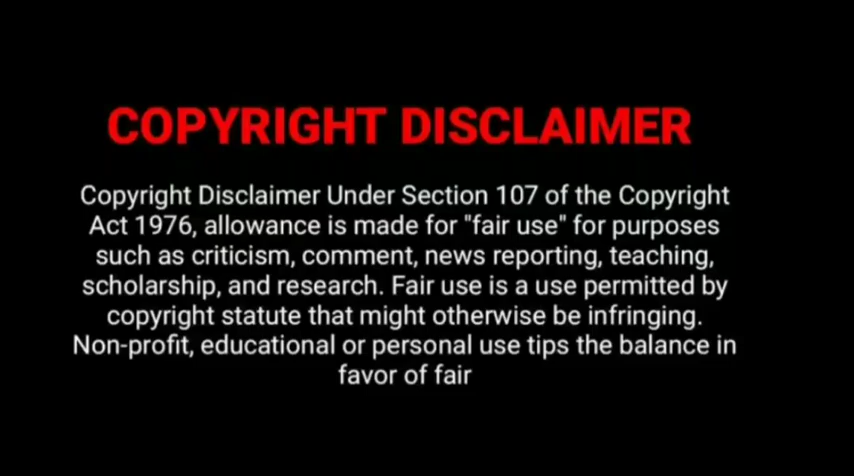 COPYRIGHT DISCLAIMER
Copyright Disclaimer Under Section 107 of the Copyright
Act 1976, allowance is made for "fair use" for purposes
such as criticism, comment, news reporting, teaching,
scholarship, and research. Fair use is a use permitted by
copyright statute that might otherwise be infringing.
Non-profit, educational or personal use tips the balance in
favor of fair